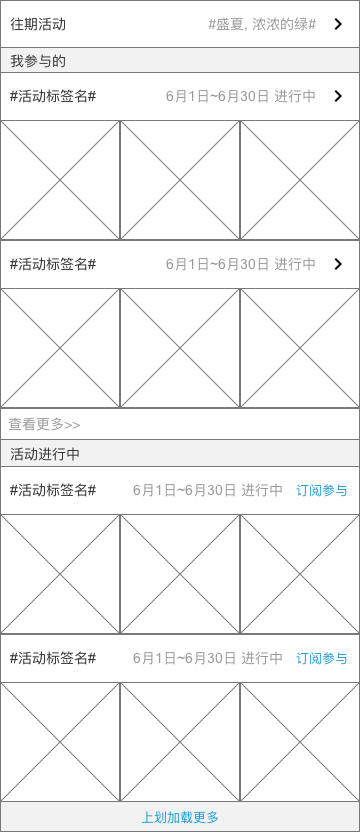 往期活动 #盛夏, 浓浓的绿#
我参与的
#活动标签名# 6月1日~6月30日 进行中
#活动标签名# 6月1日~6月30日 进行中
查看更多>>
活动进行中
#活动标签名# 6月1日~6月30日 进行中 订阅参与
#活动标签名# 6月1日~6月30日 进行中 订阅参与
上划加载更多